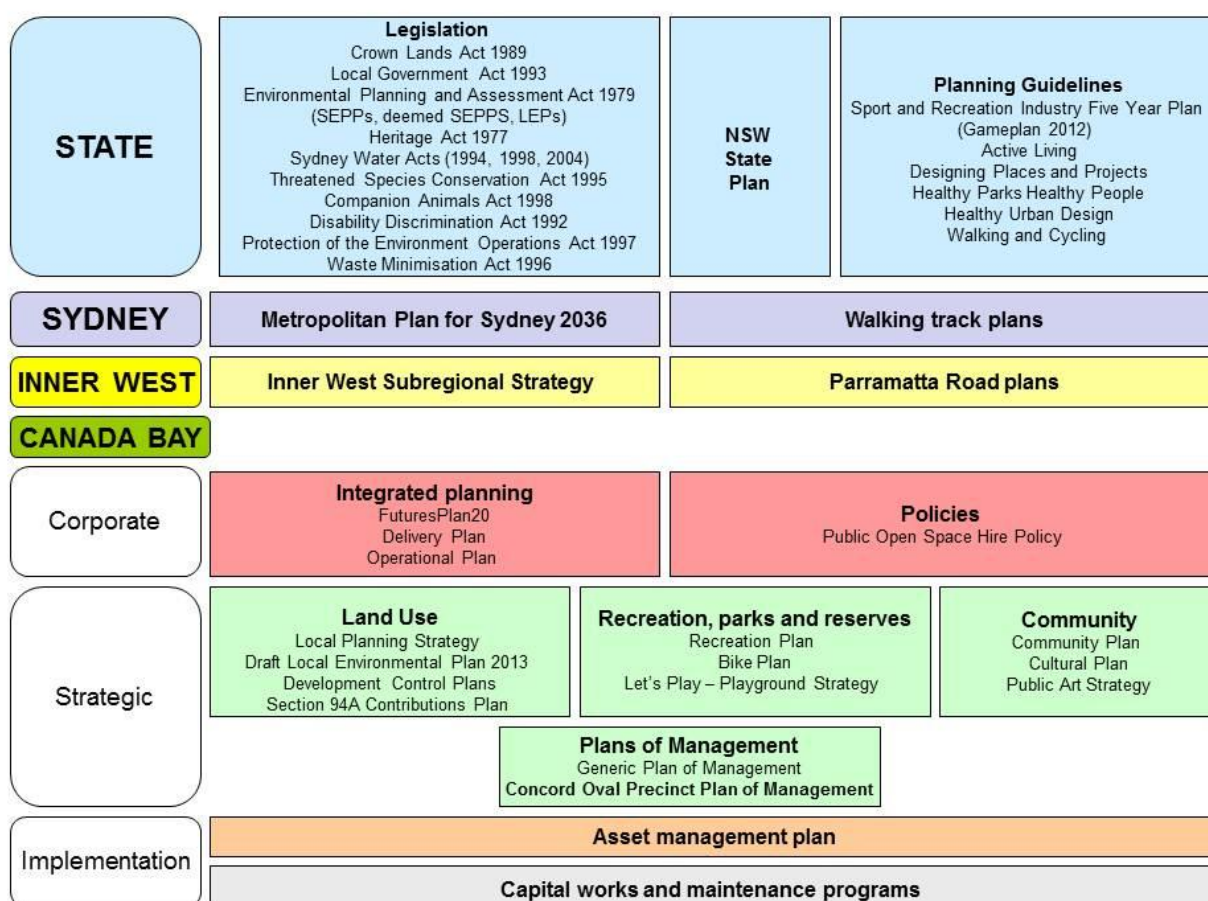 STATE
Legislation
Crown Lands Act 1989
Local Government Act 1993
Environmental Planning and Assessment Act 1979
(SEPPs, deemed SEPPS, LEPs)
Heritage Act 1977
Sydney Water Acts (1994, 1998, 2004)
Threatened Species Conservation Act 1995
Companion Animals Act 1998
Disability Discrimination Act 1992
Protection of the Environment Operations Act 1997
Waste Minimisation Act 1996
NSW
State
Plan
Planning Guidelines
Sport and Recreation Industry Five Year Plan
(Gameplan 2012)
Active Living
Designing Places and Projects
Healthy Parks Healthy People
Healthy Urban Design
Walking and Cycling
SYDNEY
Metropolitan Plan for Sydney 2036
Walking track plans
INNER WEST
Inner West Subregional Strategy
Parramatta Road plans
CANADA BAY
Corporate
Integrated planning
FuturesPlan20
Delivery Plan
Operational Plan
Policies
Public Open Space Hire Policy
Strategic
Land Use
Local Planning Strategy
Draft Local Environmental Plan 2013
Development Control Plans
Section 94A Contributions Plan
Recreation, parks and reserves
Recreation Plan
Bike Plan
Let's Play – Playground Strategy
Community
Community Plan
Cultural Plan
Public Art Strategy
Plans of Management
Generic Plan of Management
Concord Oval Precinct Plan of Management
Implementation
Asset management plan
Capital works and maintenance programs